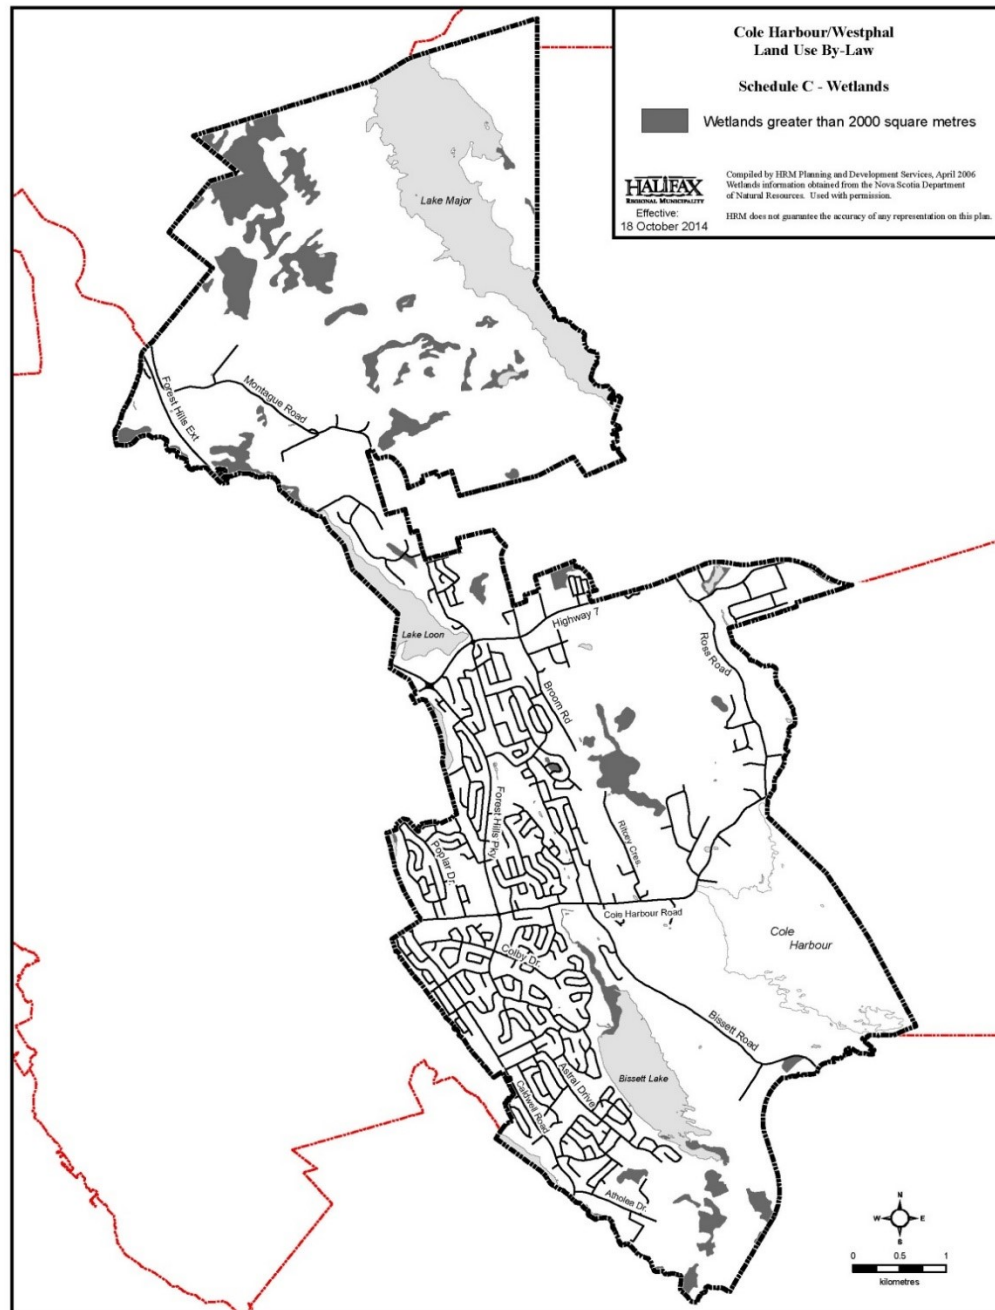 Cole Harbour/Westphal
Land Use By-Law
Schedule C - Wetlands
Wetlands greater than 2000 square metres
HALIFAX
REGIONAL MUNICIPALITY
Effective:
18 October 2014
Compiled by HRM Planning and Development Services, April 2006
Wetlands information obtained from the Nova Scotia Department
of Natural Resources. Used with permission.
HRM does not guarantee the accuracy of any representation on this plan.
Lake Major
Forest Hills Ext
Montague Road
Lake Loon
Highway 7
Ross Road
Broom Rd
Forest Hills Pky
Ritcey Cres.
Poplar Dr.
Cole Harbour Road
Cole
Harbour
Colby Dr.
Bissett Road
Bissett Lake
Astral Drive
Caldwell Road
Atholea Dr.
N
W E
S
0 0.5 1
kilometres